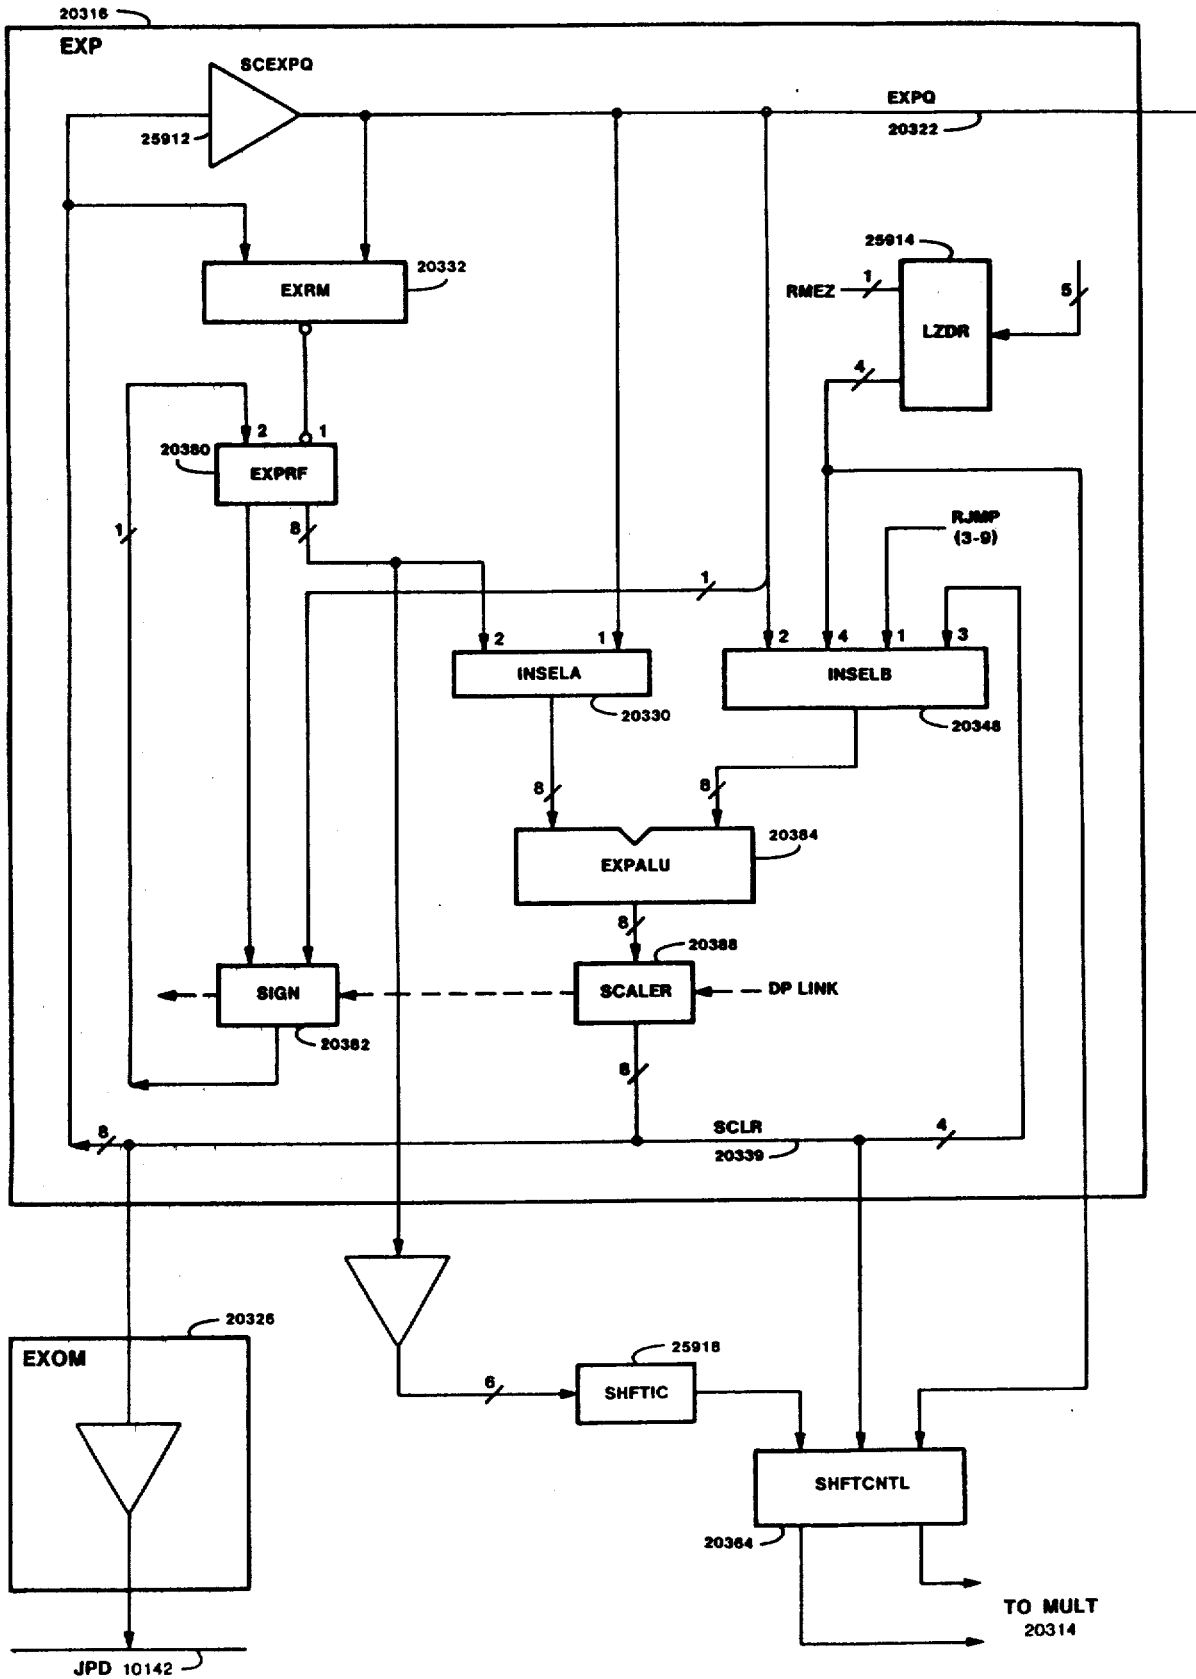 20316
EXP
SCEXPQ
EXPQ
25912
20322
25914
20332
EXRM
RMEZ
1
5
LZDR
4
2
1
20380
EXPRF
8
1
RJMP
(3-9)
1
2
1
2
4
1
3
INSELA
INSELB
20330
20348
8
8
20384
EXPALU
8
20388
SIGN
SCALER
DP LINK
20382
8
8
SCLR
4
20339
20326
EXOM
25918
6
SHFTIC
SHFTCNTL
20364
TO MULT
20314
JPD 10142